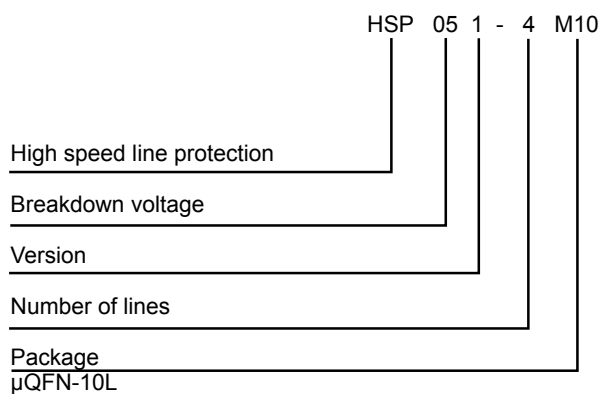 HSP 05 1 - 4 M10
High speed line protection
Breakdown voltage
Version
Number of lines
Package
µQFN-10L